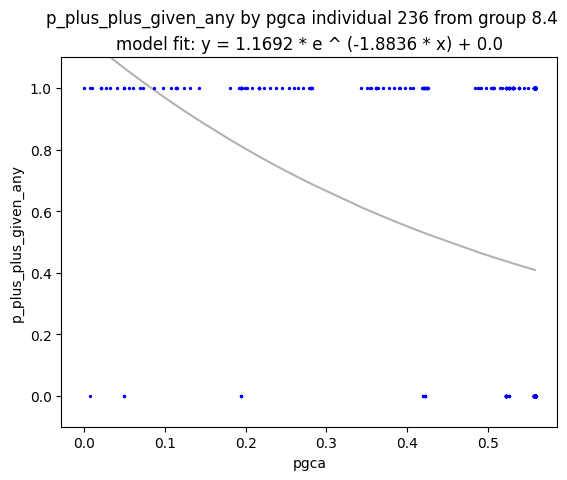 p_plus_plus_given_any by pgca individual 236 from group 8.4
model fit: y = 1.1692 * e ^ (-1.8836 * x) + 0.0
1.0
0.8
0.6
0.4
0.2
0.0
p_plus_plus_given_any
0.0 0.1 0.2 0.3 0.4 0.5
pgca